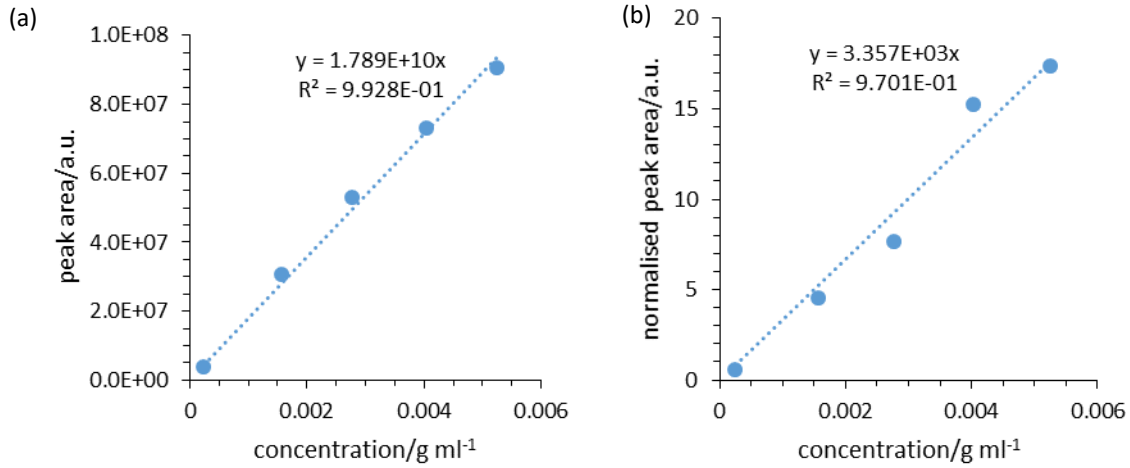 (a)
1.0E+08
8.0E+07
6.0E+07
4.0E+07
2.0E+07
0.0E+00
peak area/a.u.
y = 1.789E+10x
R² = 9.928E-01
0 0.002 0.004 0.006
concentration/g ml⁻¹
(b)
20
15
10
5
0
normalised peak area/a.u.
y = 3.357E+03x
R² = 9.701E-01
0 0.002 0.004 0.006
concentration/g ml⁻¹